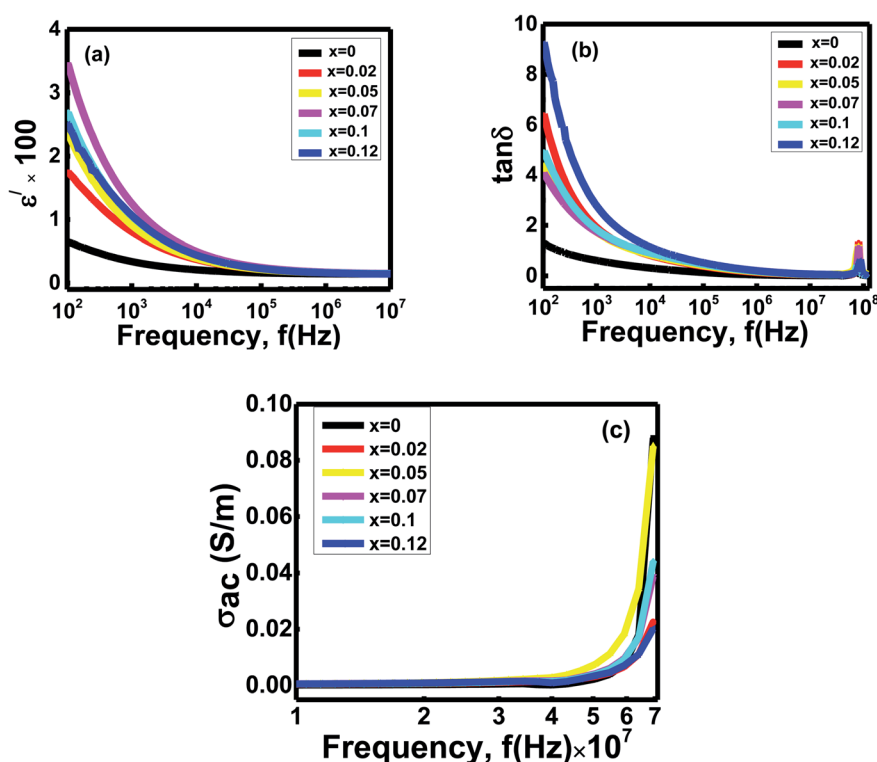 (a)
x=0
x=0.02
x=0.05
x=0.07
x=0.1
x=0.12
4
3
2
1
0
ε′ × 100
10² 10³ 10⁴ 10⁵ 10⁶ 10⁷
Frequency, f(Hz)
(b)
x=0
x=0.02
x=0.05
x=0.07
x=0.1
x=0.12
10
8
6
4
2
0
tanδ
10² 10³ 10⁴ 10⁵ 10⁶ 10⁷ 10⁸
Frequency, f(Hz)
(c)
x=0
x=0.02
x=0.05
x=0.07
x=0.1
x=0.12
0.10
0.08
0.06
0.04
0.02
0.00
σac (S/m)
1 2 3 4 5 6 7
Frequency, f(Hz)×10⁷